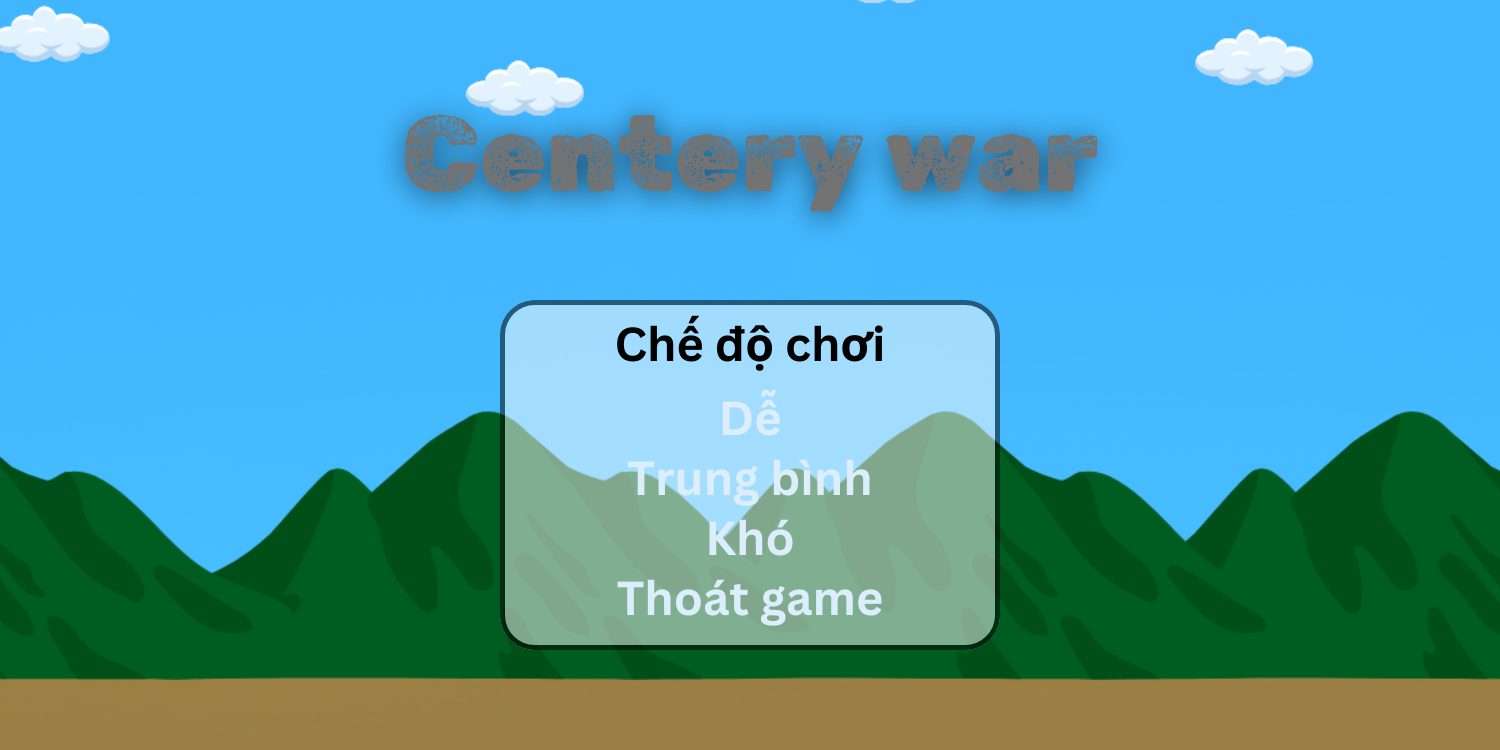 Centery war
Chế độ chơi
Dễ
Trung bình
Khó
Thoát game